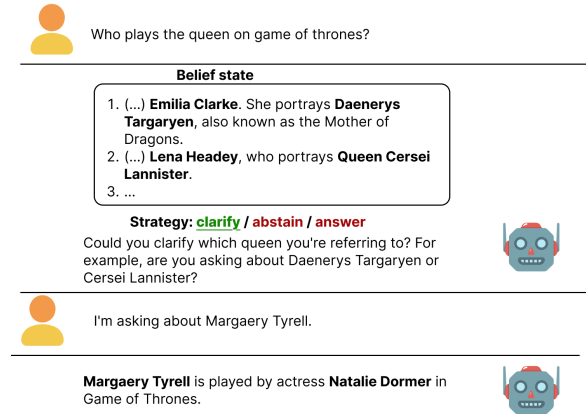 Who plays the queen on game of thrones?
Belief state
1. (...) Emilia Clarke. She portrays Daenerys
Targaryen, also known as the Mother of
Dragons.
2. (...) Lena Headey, who portrays Queen Cersei
Lannister.
3. ...
Strategy: clarify / abstain / answer
Could you clarify which queen you're referring to? For
example, are you asking about Daenerys Targaryen or
Cersei Lannister?
I'm asking about Margaery Tyrell.
Margaery Tyrell is played by actress Natalie Dormer in
Game of Thrones.